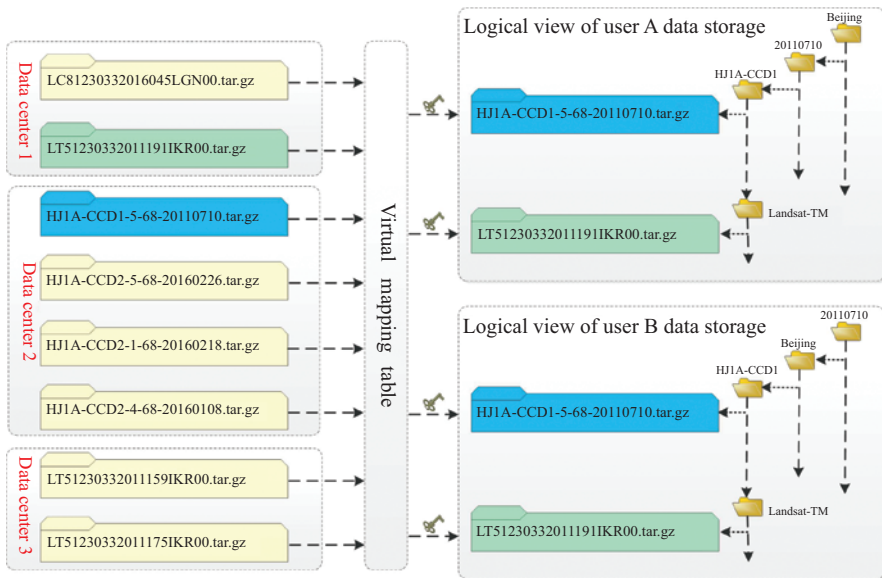 Data center 1
LC81230332016045LGN00.tar.gz
LT51230332011191IKR00.tar.gz
Data center 2
HJ1A-CCD1-5-68-20110710.tar.gz
HJ1A-CCD2-5-68-20160226.tar.gz
HJ1A-CCD2-1-68-20160218.tar.gz
HJ1A-CCD2-4-68-20160108.tar.gz
Data center 3
LT51230332011159IKR00.tar.gz
LT51230332011175IKR00.tar.gz
Virtual mapping table
Logical view of user A data storage
Beijing
20110710
HJ1A-CCD1
HJ1A-CCD1-5-68-20110710.tar.gz
Landsat-TM
LT51230332011191IKR00.tar.gz
Logical view of user B data storage
20110710
Beijing
HJ1A-CCD1
HJ1A-CCD1-5-68-20110710.tar.gz
Landsat-TM
LT51230332011191IKR00.tar.gz